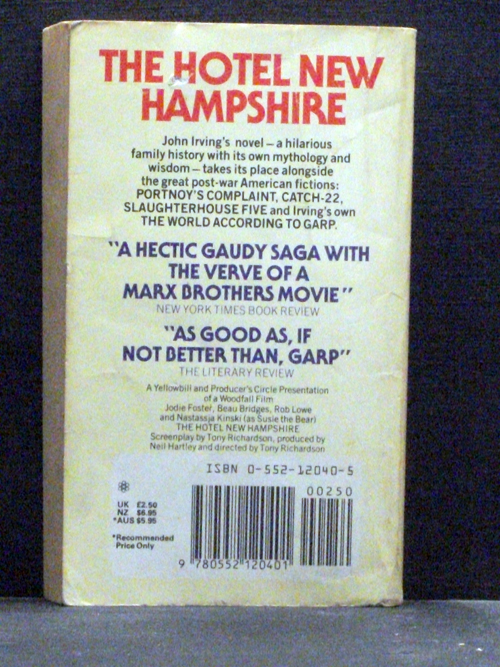 THE HOTEL NEW
HAMPSHIRE
John Irving's novel – a hilarious
family history with its own mythology and
wisdom – takes its place alongside
the great post-war American fictions:
PORTNOY'S COMPLAINT, CATCH-22,
SLAUGHTERHOUSE FIVE and Irving's own
THE WORLD ACCORDING TO GARP.
"A HECTIC GAUDY SAGA WITH
THE VERVE OF A
MARX BROTHERS MOVIE"
NEW YORK TIMES BOOK REVIEW
"AS GOOD AS, IF
NOT BETTER THAN, GARP"
THE LITERARY REVIEW
A Yellowbill and Producer's Circle Presentation
of a Woodfall Film
Jodie Foster, Beau Bridges, Rob Lowe
and Nastassja Kinski (as Susie the Bear)
THE HOTEL NEW HAMPSHIRE
Screenplay by Tony Richardson, produced by
Neil Hartley and directed by Tony Richardson
ISBN 0-552-12040-5
00250
UK £2.50
NZ $6.95
*AUS $5.95
*Recommended
Price Only
9 780552 120401